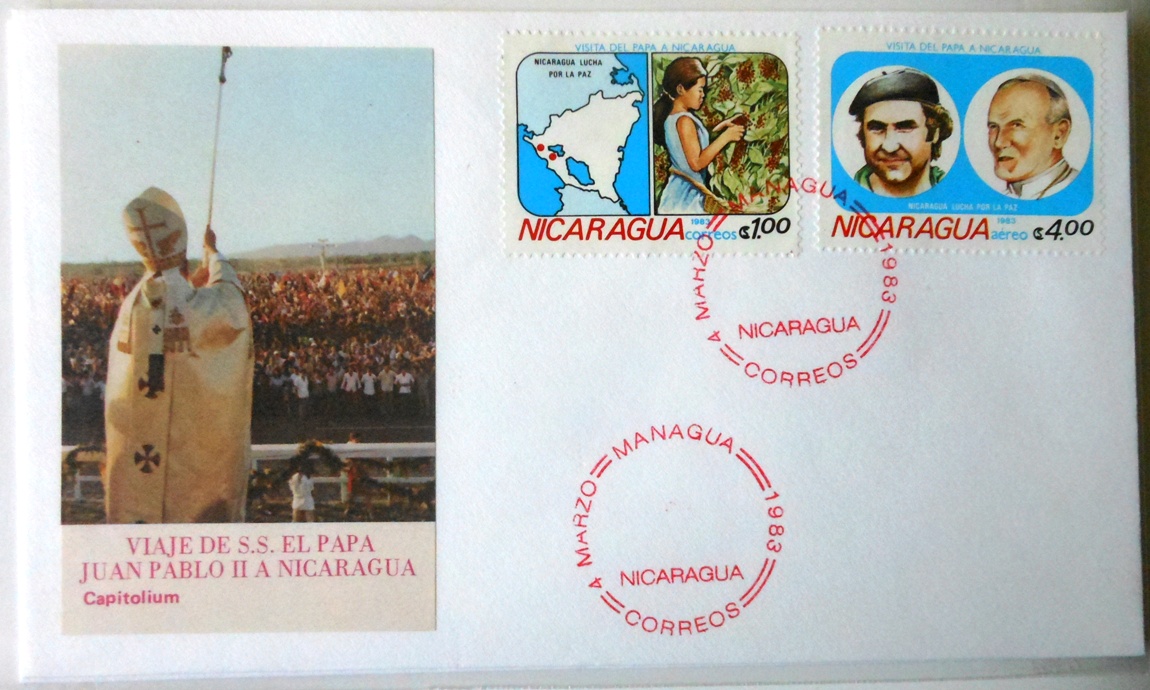 VISITA DEL PAPA A NICARAGUA
NICARAGUA LUCHA
POR LA PAZ
NICARAGUA 1983 correos ₡1.00
VISITA DEL PAPA A NICARAGUA
NICARAGUA LUCHA POR LA PAZ
NICARAGUA 1983 aéreo ₡4.00
MANAGUA
4 MARZO 1983
NICARAGUA
CORREOS
MANAGUA
4 MARZO 1983
NICARAGUA
CORREOS
VIAJE DE S.S. EL PAPA
JUAN PABLO II A NICARAGUA
Capitolium